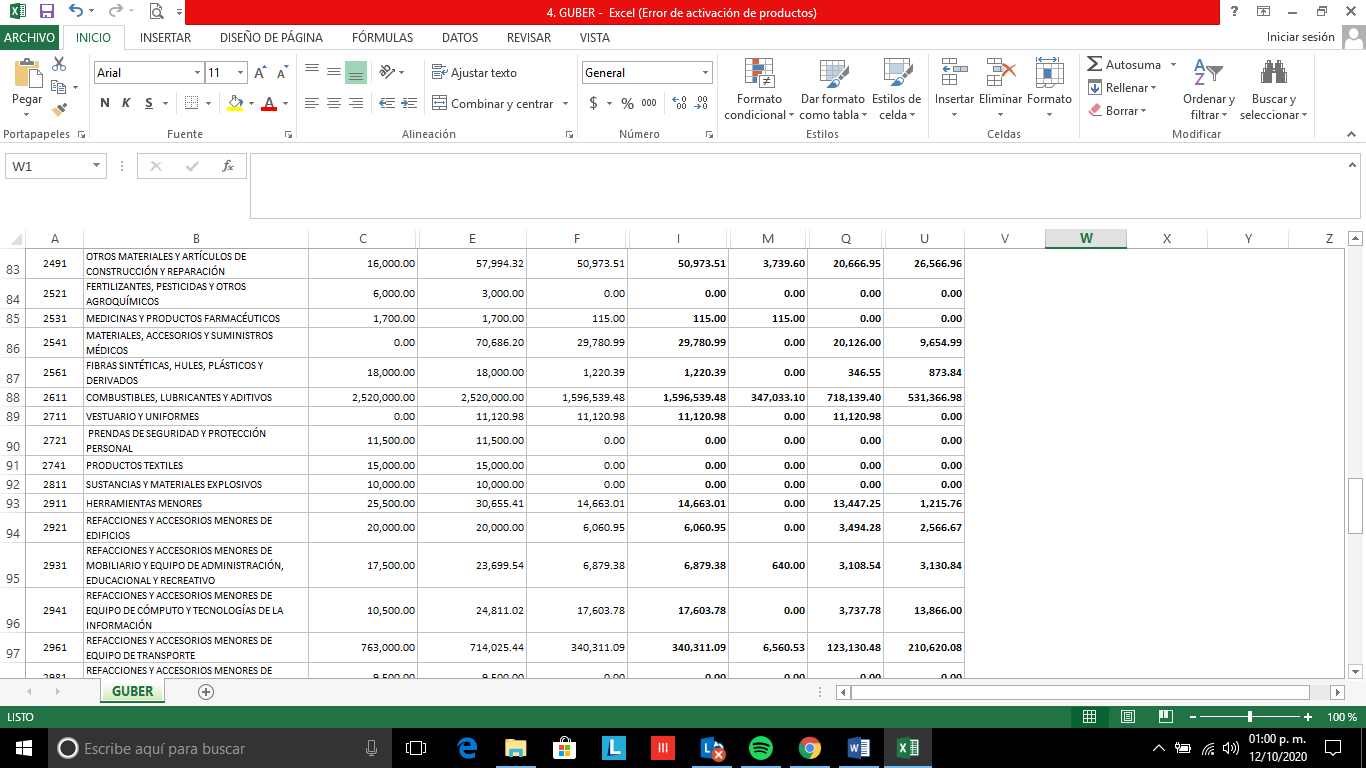 4. GUBER - Excel (Error de activación de productos)
ARCHIVO INICIO INSERTAR DISEÑO DE PÁGINA FÓRMULAS DATOS REVISAR VISTA Iniciar sesión
Pegar
Portapapeles
Arial 11
N K S
Fuente
Ajustar texto
Combinar y centrar
Alineación
General
$ % 000
Número
Formato condicional
Dar formato como tabla
Estilos de celda
Estilos
Insertar Eliminar Formato
Celdas
Autosuma
Rellenar
Borrar
Ordenar y filtrar
Buscar y seleccionar
Modificar
W1 fx
A B C E F I M Q U V W X Y Z
83 2491 OTROS MATERIALES Y ARTÍCULOS DE
CONSTRUCCIÓN Y REPARACIÓN 16,000.00 57,994.32 50,973.51 50,973.51 3,739.60 20,666.95 26,566.96
84 2521 FERTILIZANTES, PESTICIDAS Y OTROS
AGROQUÍMICOS 6,000.00 3,000.00 0.00 0.00 0.00 0.00 0.00
85 2531 MEDICINAS Y PRODUCTOS FARMACÉUTICOS 1,700.00 1,700.00 115.00 115.00 115.00 0.00 0.00
86 2541 MATERIALES, ACCESORIOS Y SUMINISTROS
MÉDICOS 0.00 70,686.20 29,780.99 29,780.99 0.00 20,126.00 9,654.99
87 2561 FIBRAS SINTÉTICAS, HULES, PLÁSTICOS Y
DERIVADOS 18,000.00 18,000.00 1,220.39 1,220.39 0.00 346.55 873.84
88 2611 COMBUSTIBLES, LUBRICANTES Y ADITIVOS 2,520,000.00 2,520,000.00 1,596,539.48 1,596,539.48 347,033.10 718,139.40 531,366.98
89 2711 VESTUARIO Y UNIFORMES 0.00 11,120.98 11,120.98 11,120.98 0.00 11,120.98 0.00
90 2721 PRENDAS DE SEGURIDAD Y PROTECCIÓN
PERSONAL 11,500.00 11,500.00 0.00 0.00 0.00 0.00 0.00
91 2741 PRODUCTOS TEXTILES 15,000.00 15,000.00 0.00 0.00 0.00 0.00 0.00
92 2811 SUSTANCIAS Y MATERIALES EXPLOSIVOS 10,000.00 10,000.00 0.00 0.00 0.00 0.00 0.00
93 2911 HERRAMIENTAS MENORES 25,500.00 30,655.41 14,663.01 14,663.01 0.00 13,447.25 1,215.76
94 2921 REFACCIONES Y ACCESORIOS MENORES DE
EDIFICIOS 20,000.00 20,000.00 6,060.95 6,060.95 0.00 3,494.28 2,566.67
95 2931 REFACCIONES Y ACCESORIOS MENORES DE
MOBILIARIO Y EQUIPO DE ADMINISTRACIÓN,
EDUCACIONAL Y RECREATIVO 17,500.00 23,699.54 6,879.38 6,879.38 640.00 3,108.54 3,130.84
96 2941 REFACCIONES Y ACCESORIOS MENORES DE
EQUIPO DE CÓMPUTO Y TECNOLOGÍAS DE LA
INFORMACIÓN 10,500.00 24,811.02 17,603.78 17,603.78 0.00 3,737.78 13,866.00
97 2961 REFACCIONES Y ACCESORIOS MENORES DE
EQUIPO DE TRANSPORTE 763,000.00 714,025.44 340,311.09 340,311.09 6,560.53 123,130.48 210,620.08
2981 REFACCIONES Y ACCESORIOS MENORES DE 9,500.00 9,500.00 0.00 0.00 0.00 0.00 0.00
GUBER
LISTO 100 %
Escribe aquí para buscar
01:00 p. m.
12/10/2020